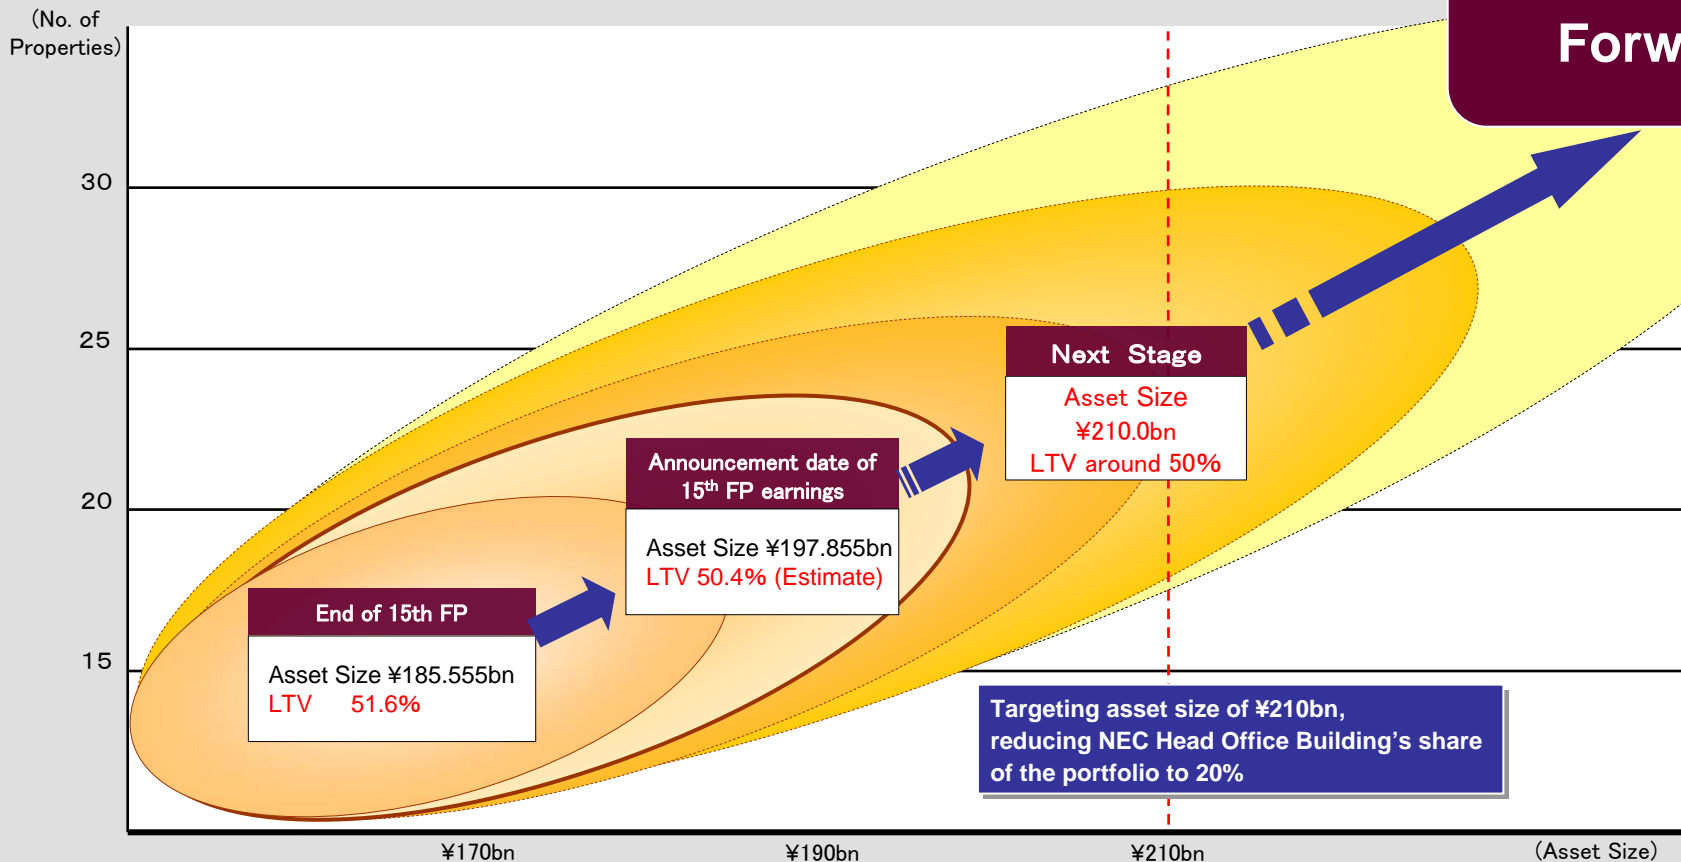 (No. of
Properties)
Forw
30
25
20
15
Next Stage
Asset Size
¥210.0bn
LTV around 50%
Announcement date of
15th FP earnings
Asset Size ¥197.855bn
LTV 50.4% (Estimate)
End of 15th FP
Asset Size ¥185.555bn
LTV 51.6%
Targeting asset size of ¥210bn,
reducing NEC Head Office Building’s share
of the portfolio to 20%
¥170bn
¥190bn
¥210bn
(Asset Size)